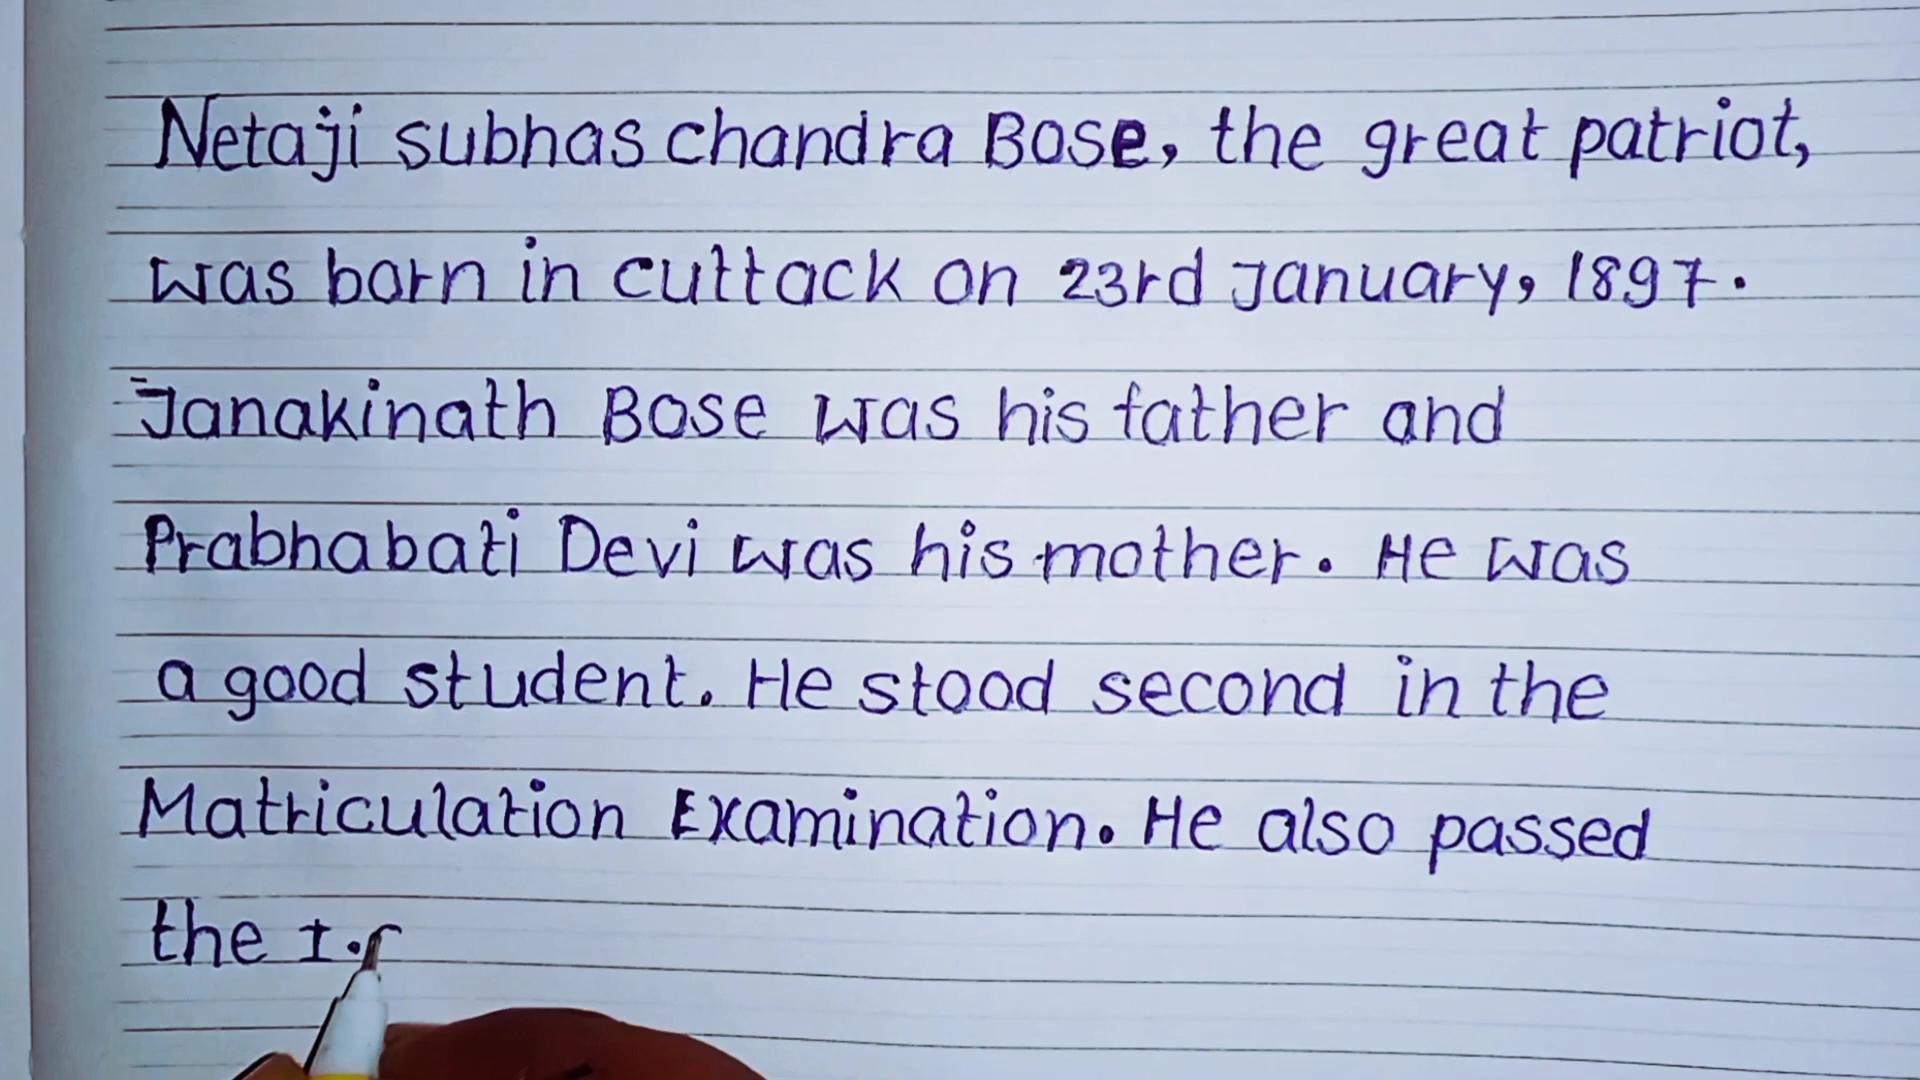 Netaji subhas chandra Bose, the great patriot,
was born in cuttack on 23rd January, 1897.
Janakinath Bose was his father and
Prabhabati Devi was his mother. He was
a good student. He stood second in the
Matriculation Examination. He also passed
the I.